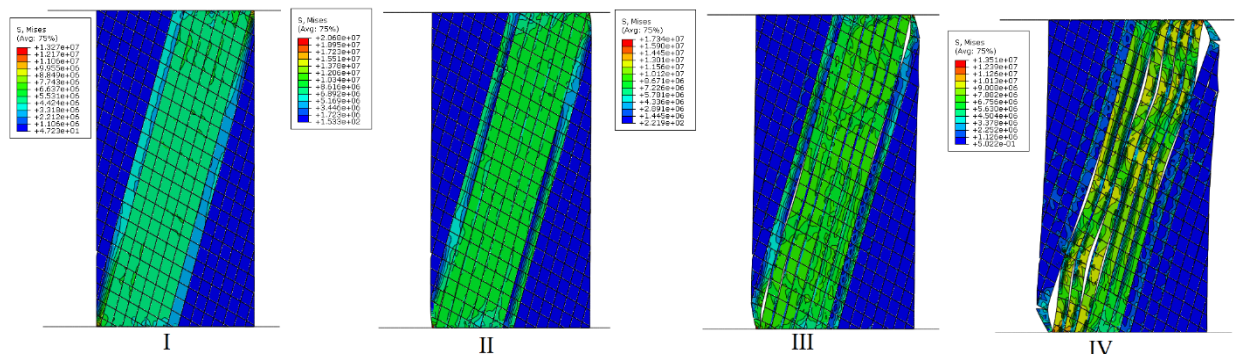 S, Mises
(Avg: 75%)
+1.327e+07
+1.217e+07
+1.106e+07
+9.955e+06
+8.849e+06
+7.743e+06
+6.637e+06
+5.531e+06
+4.424e+06
+3.318e+06
+2.212e+06
+1.106e+06
+4.723e+01
I
S, Mises
(Avg: 75%)
+2.068e+07
+1.895e+07
+1.723e+07
+1.551e+07
+1.378e+07
+1.206e+07
+1.034e+07
+8.616e+06
+6.892e+06
+5.169e+06
+3.446e+06
+1.723e+06
+1.533e+02
II
S, Mises
(Avg: 75%)
+1.734e+07
+1.590e+07
+1.445e+07
+1.301e+07
+1.156e+07
+1.012e+07
+8.671e+06
+7.226e+06
+5.781e+06
+4.336e+06
+2.891e+06
+1.445e+06
+2.219e+02
III
S, Mises
(Avg: 75%)
+1.351e+07
+1.239e+07
+1.126e+07
+1.013e+07
+9.008e+06
+7.882e+06
+6.756e+06
+5.630e+06
+4.504e+06
+3.378e+06
+2.252e+06
+1.126e+06
+5.022e-01
IV